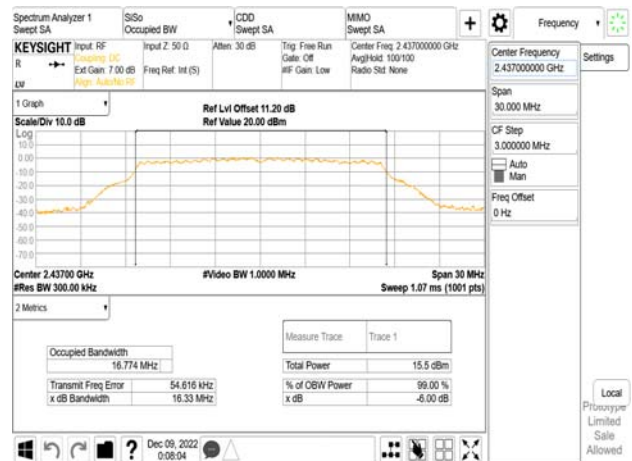 Spectrum Analyzer 1
Swept SA
SiSo
Occupied BW
CDD
Swept SA
MIMO
Swept SA
+
Frequency
KEYSIGHT
R
Input: RF
Coupling: DC
Ext Gain: 7.00 dB
Align: Auto/No RF
Input Z: 50 Ω
Freq Ref: Int (S)
Atten: 30 dB
Trig: Free Run
Gate: Off
#IF Gain: Low
Center Freq: 2.437000000 GHz
Avg|Hold: 100/100
Radio Std: None
Center Frequency
2.437000000 GHz
Settings
Span
30.000 MHz
CF Step
3.000000 MHz
Auto
Man
Freq Offset
0 Hz
1 Graph
Scale/Div 10.0 dB
Ref Lvl Offset 11.20 dB
Ref Value 20.00 dBm
Log
10.0
0.00
-10.0
-20.0
-30.0
-40.0
-50.0
-60.0
-70.0
Center 2.43700 GHz
#Res BW 300.00 kHz
#Video BW 1.0000 MHz
Span 30 MHz
Sweep 1.07 ms (1001 pts)
2 Metrics
Measure Trace
Trace 1
Occupied Bandwidth
16.774 MHz
Total Power
15.5 dBm
Transmit Freq Error
54.616 kHz
% of OBW Power
99.00 %
x dB Bandwidth
16.33 MHz
x dB
-6.00 dB
Local
Prototype
Limited
Sale
Allowed
?
Dec 09, 2022
0:08:04